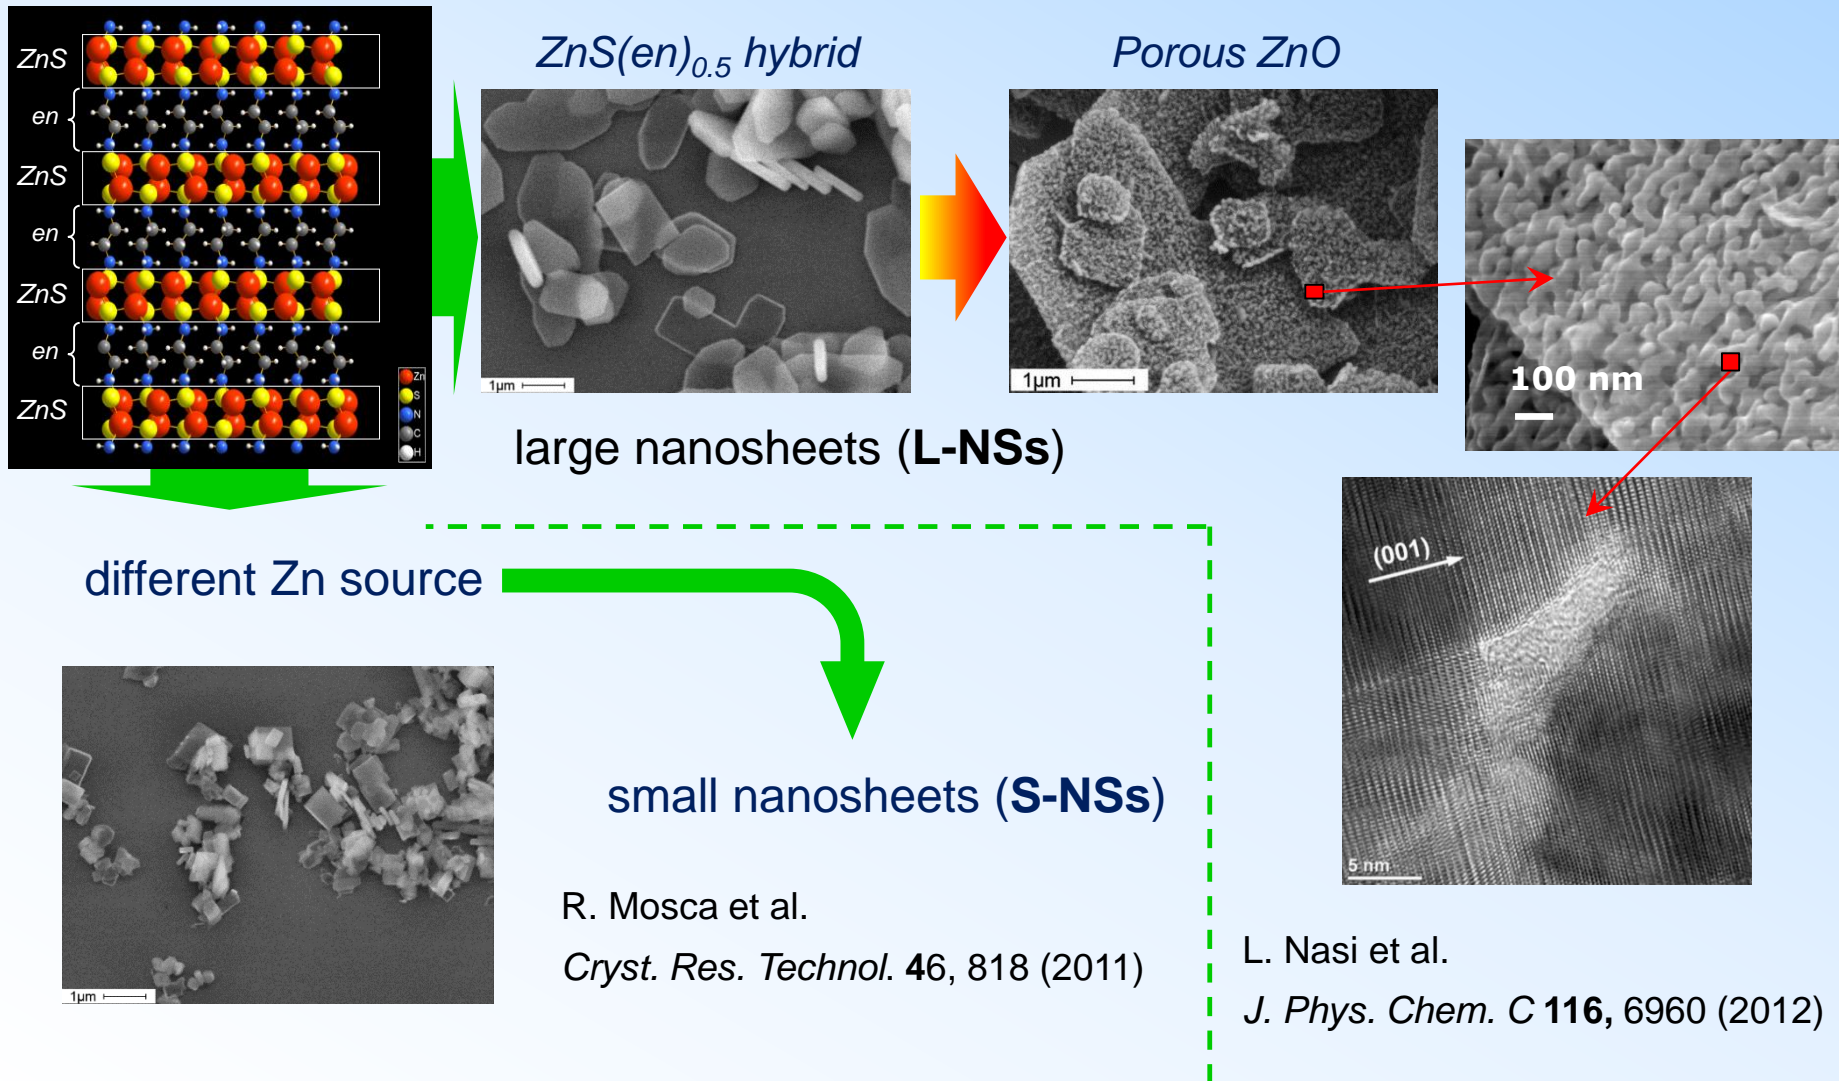 ZnS
en
ZnS
en
ZnS
en
ZnS
Zn
S
N
C
H
ZnS(en)0.5 hybrid
Porous ZnO
1µm
1µm
100 nm
large nanosheets (L-NSs)
different Zn source
(001)
5 nm
small nanosheets (S-NSs)
1µm
R. Mosca et al.
Cryst. Res. Technol. 46, 818 (2011)
L. Nasi et al.
J. Phys. Chem. C 116, 6960 (2012)